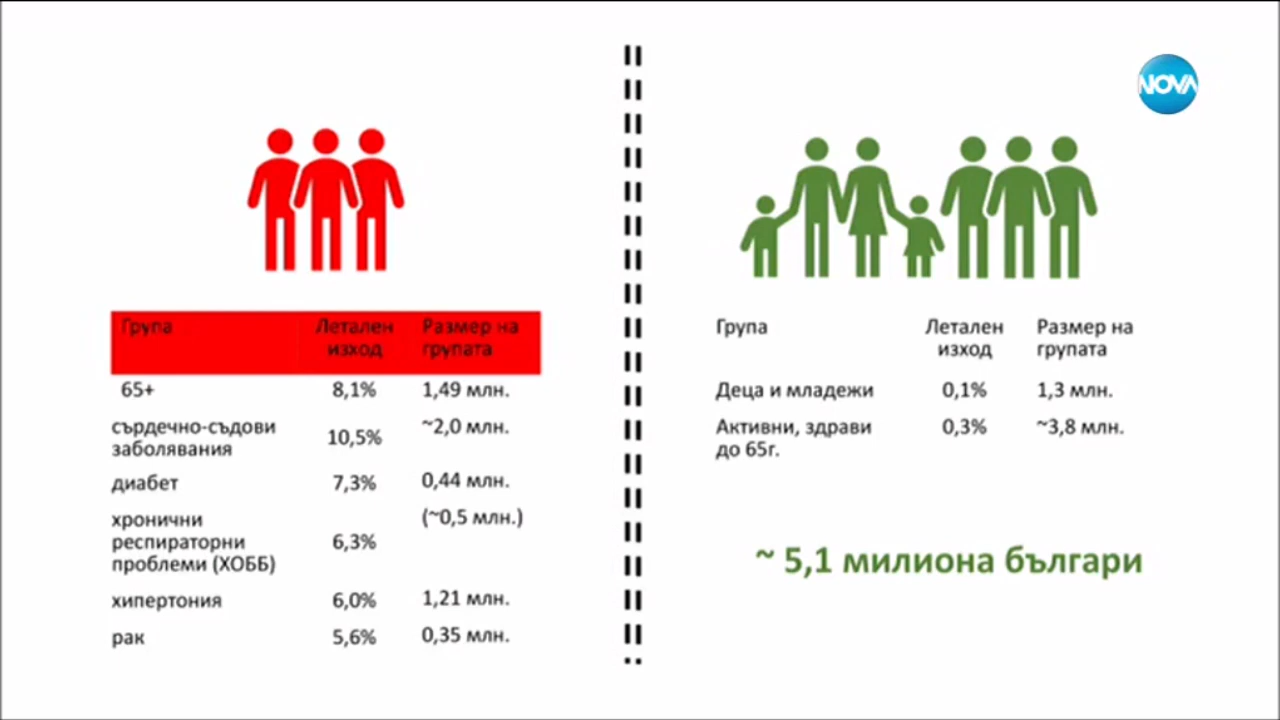 NOVA
Група Летален Размер на
изход групата
65+ 8,1% 1,49 млн.
сърдечно-съдови
заболявания 10,5% ~2,0 млн.
диабет 7,3% 0,44 млн.
хронични
респираторни
проблеми (ХОББ) 6,3% (~0,5 млн.)
хипертония 6,0% 1,21 млн.
рак 5,6% 0,35 млн.
Група Летален Размер на
изход групата
Деца и младежи 0,1% 1,3 млн.
Активни, здрави 0,3% ~3,8 млн.
до 65г.
~ 5,1 милиона българи